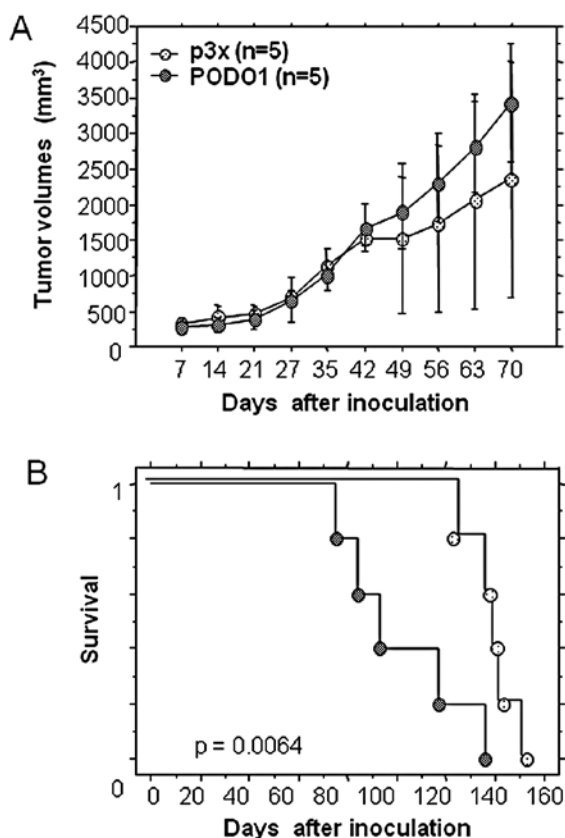 A
4500
4000
3500
3000
2500
2000
1500
1000
500
0
Tumor volumes (mm³)
p3x (n=5)
PODO1 (n=5)
7 14 21 27 35 42 49 56 63 70
Days after inoculation
B
1
0
Survival
p = 0.0064
0 20 40 80 60 80 100 120 140 160
Days after inoculation